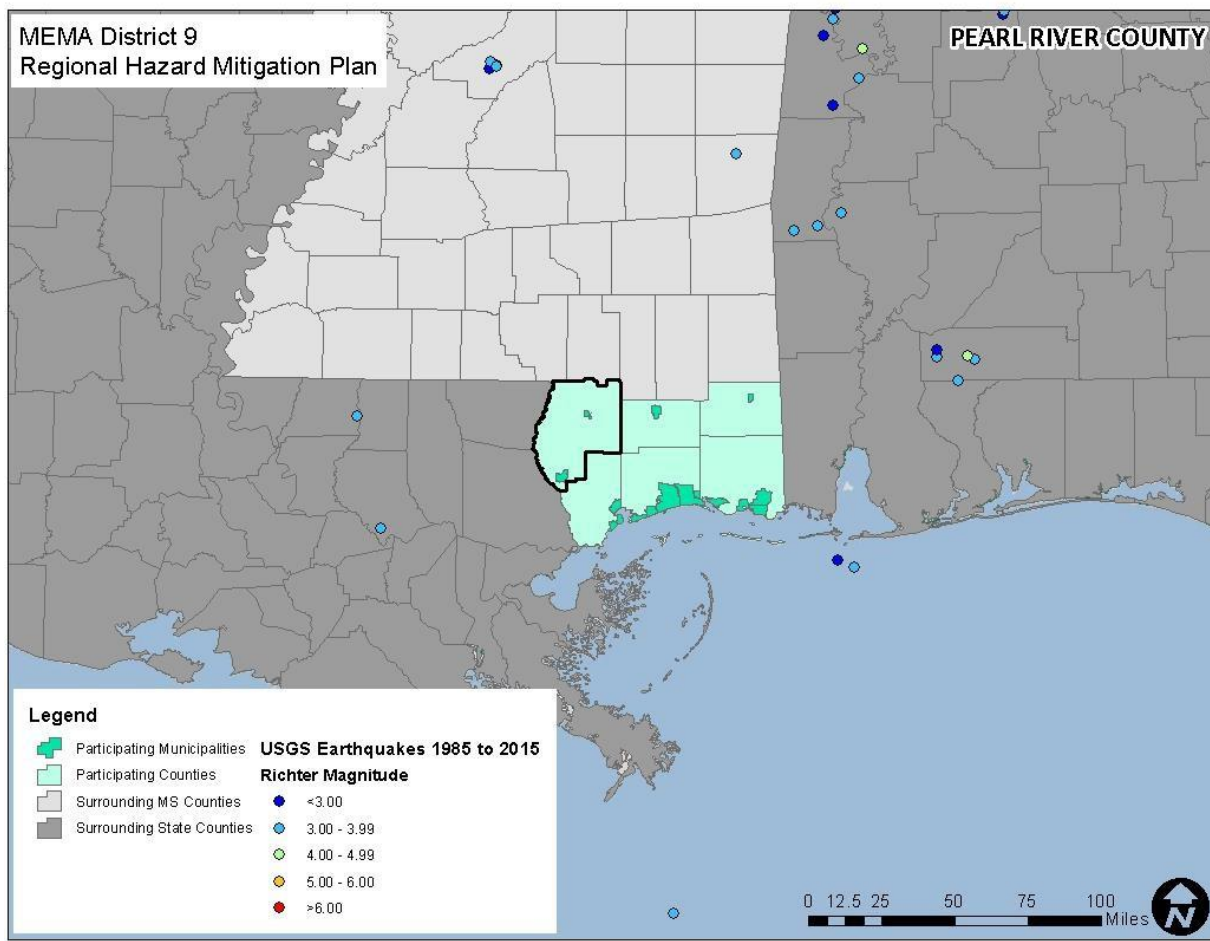 MEMA District 9
Regional Hazard Mitigation Plan
PEARL RIVER COUNTY
Legend
Participating Municipalities
Participating Counties
Surrounding MS Counties
Surrounding State Counties
USGS Earthquakes 1985 to 2015
Richter Magnitude
<3.00
3.00 - 3.99
4.00 - 4.99
5.00 - 6.00
>6.00
0 12.5 25 50 75 100
Miles
N